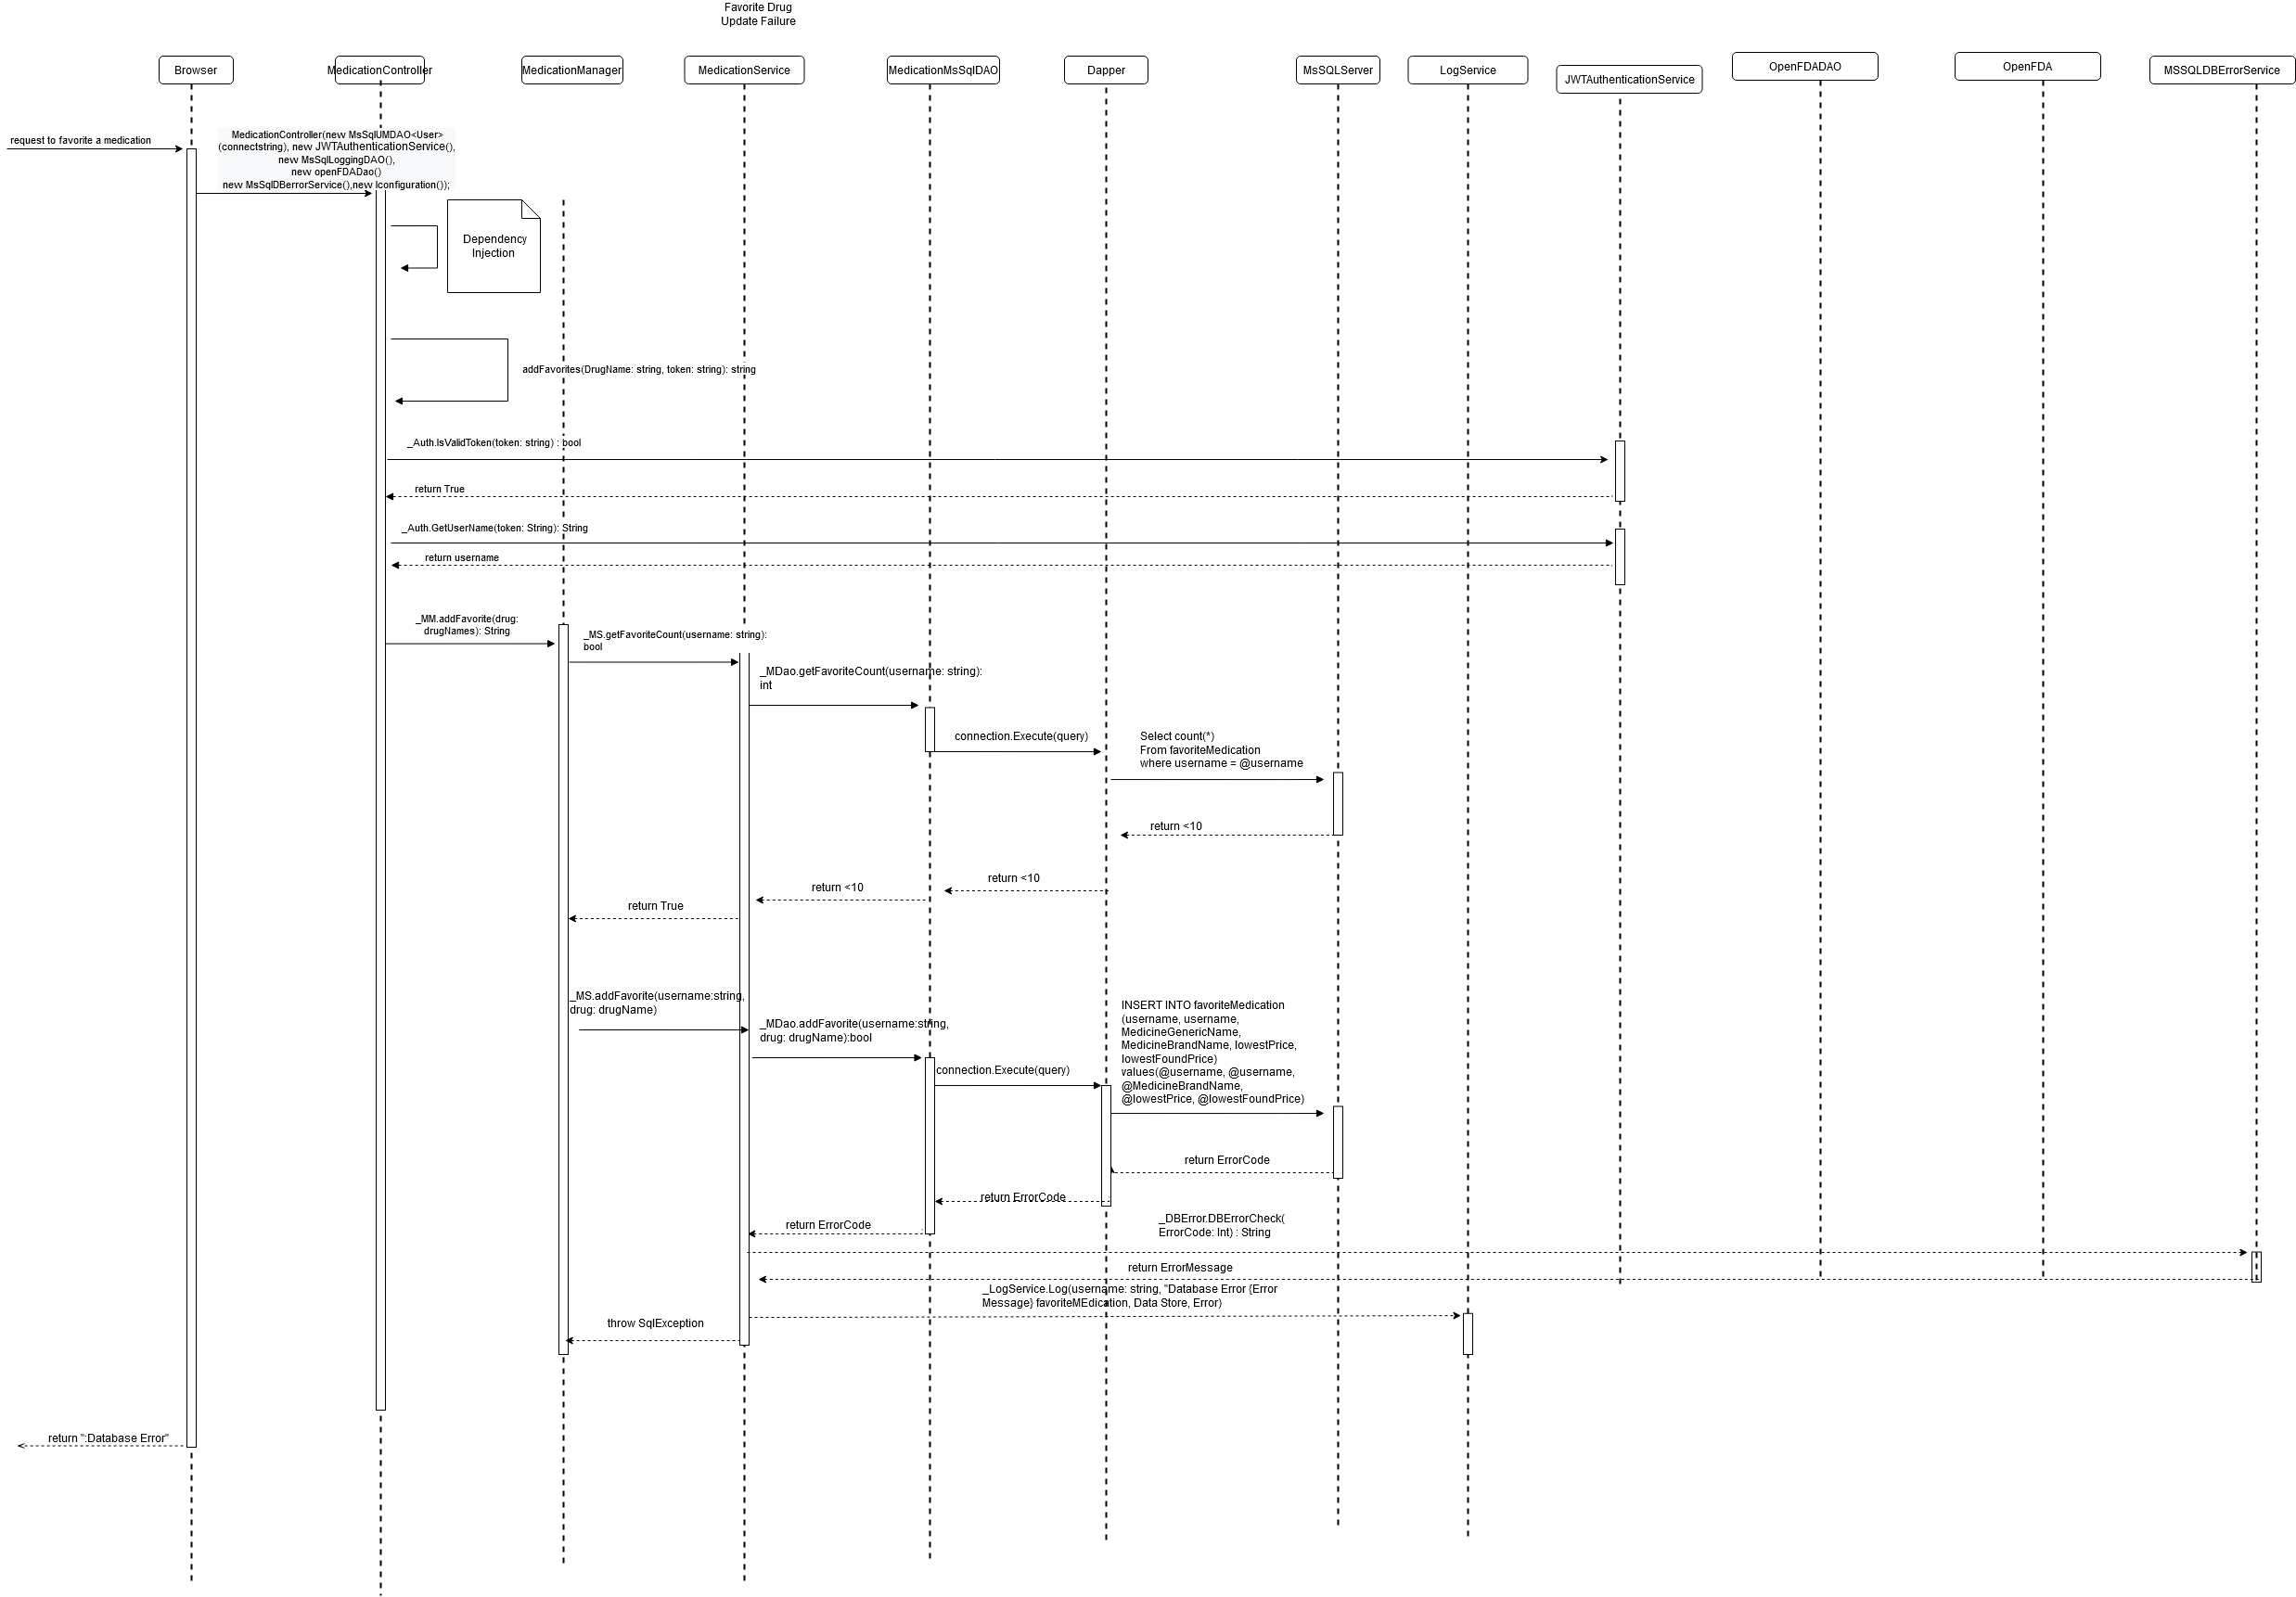 Favorite Drug
Update Failure
Browser
MedicationController
MedicationManager
MedicationService
MedicationMsSqlDAO
Dapper
MsSQLServer
LogService
JWTAuthenticationService
OpenFDADAO
OpenFDA
MSSQLDBErrorService
request to favorite a medication
MedicationController(new MsSqlUMDAO<User>
(connectstring), new JWTAuthenticationService(),
new MsSqlLoggingDAO(),
new openFDADao()
new MsSqlDBerrorService(),new Iconfiguration());
Dependency
Injection
addFavorites(DrugName: string, token: string): string
_Auth.IsValidToken(token: string) : bool
return True
_Auth.GetUserName(token: String): String
return username
_MM.addFavorite(drug:
drugNames): String
_MS.getFavoriteCount(username: string):
bool
_MDao.getFavoriteCount(username: string):
int
connection.Execute(query)
Select count(*)
From favoriteMedication
where username = @username
return <10
return <10
return <10
return True
_MS.addFavorite(username:string,
drug: drugName)
_MDao.addFavorite(username:string,
drug: drugName):bool
connection.Execute(query)
INSERT INTO favoriteMedication
(username, username,
MedicineGenericName,
MedicineBrandName, lowestPrice,
lowestFoundPrice)
values(@username, @username,
@MedicineBrandName,
@lowestPrice, @lowestFoundPrice)
return ErrorCode
return ErrorCode
return ErrorCode
_DBError.DBErrorCheck(
ErrorCode: Int) : String
return ErrorMessage
_LogService.Log(username: string, "Database Error {Error
Message} favoriteMEdication, Data Store, Error)
throw SqlException
return ":Database Error"